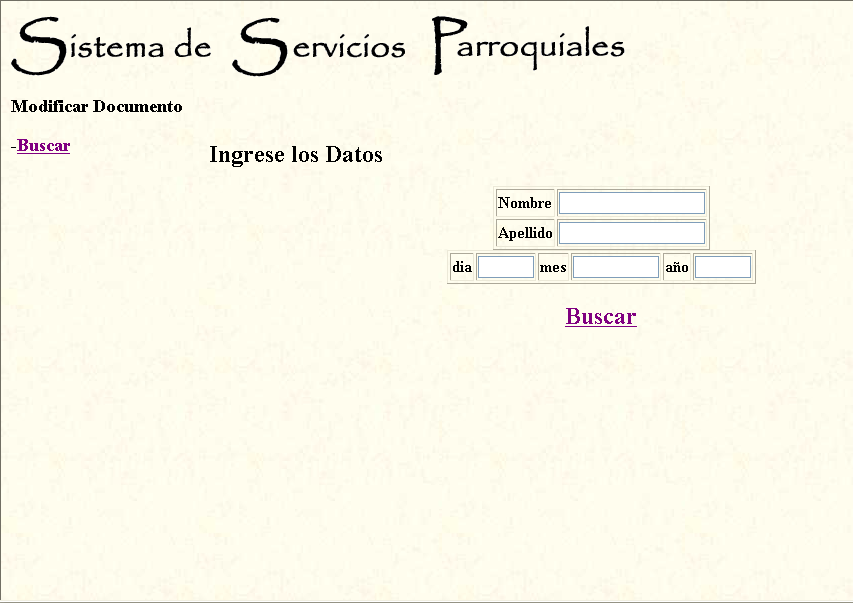 Sistema de Servicios Parroquiales
Modificar Documento
-Buscar
Ingrese los Datos
Nombre
Apellido
dia mes año
Buscar